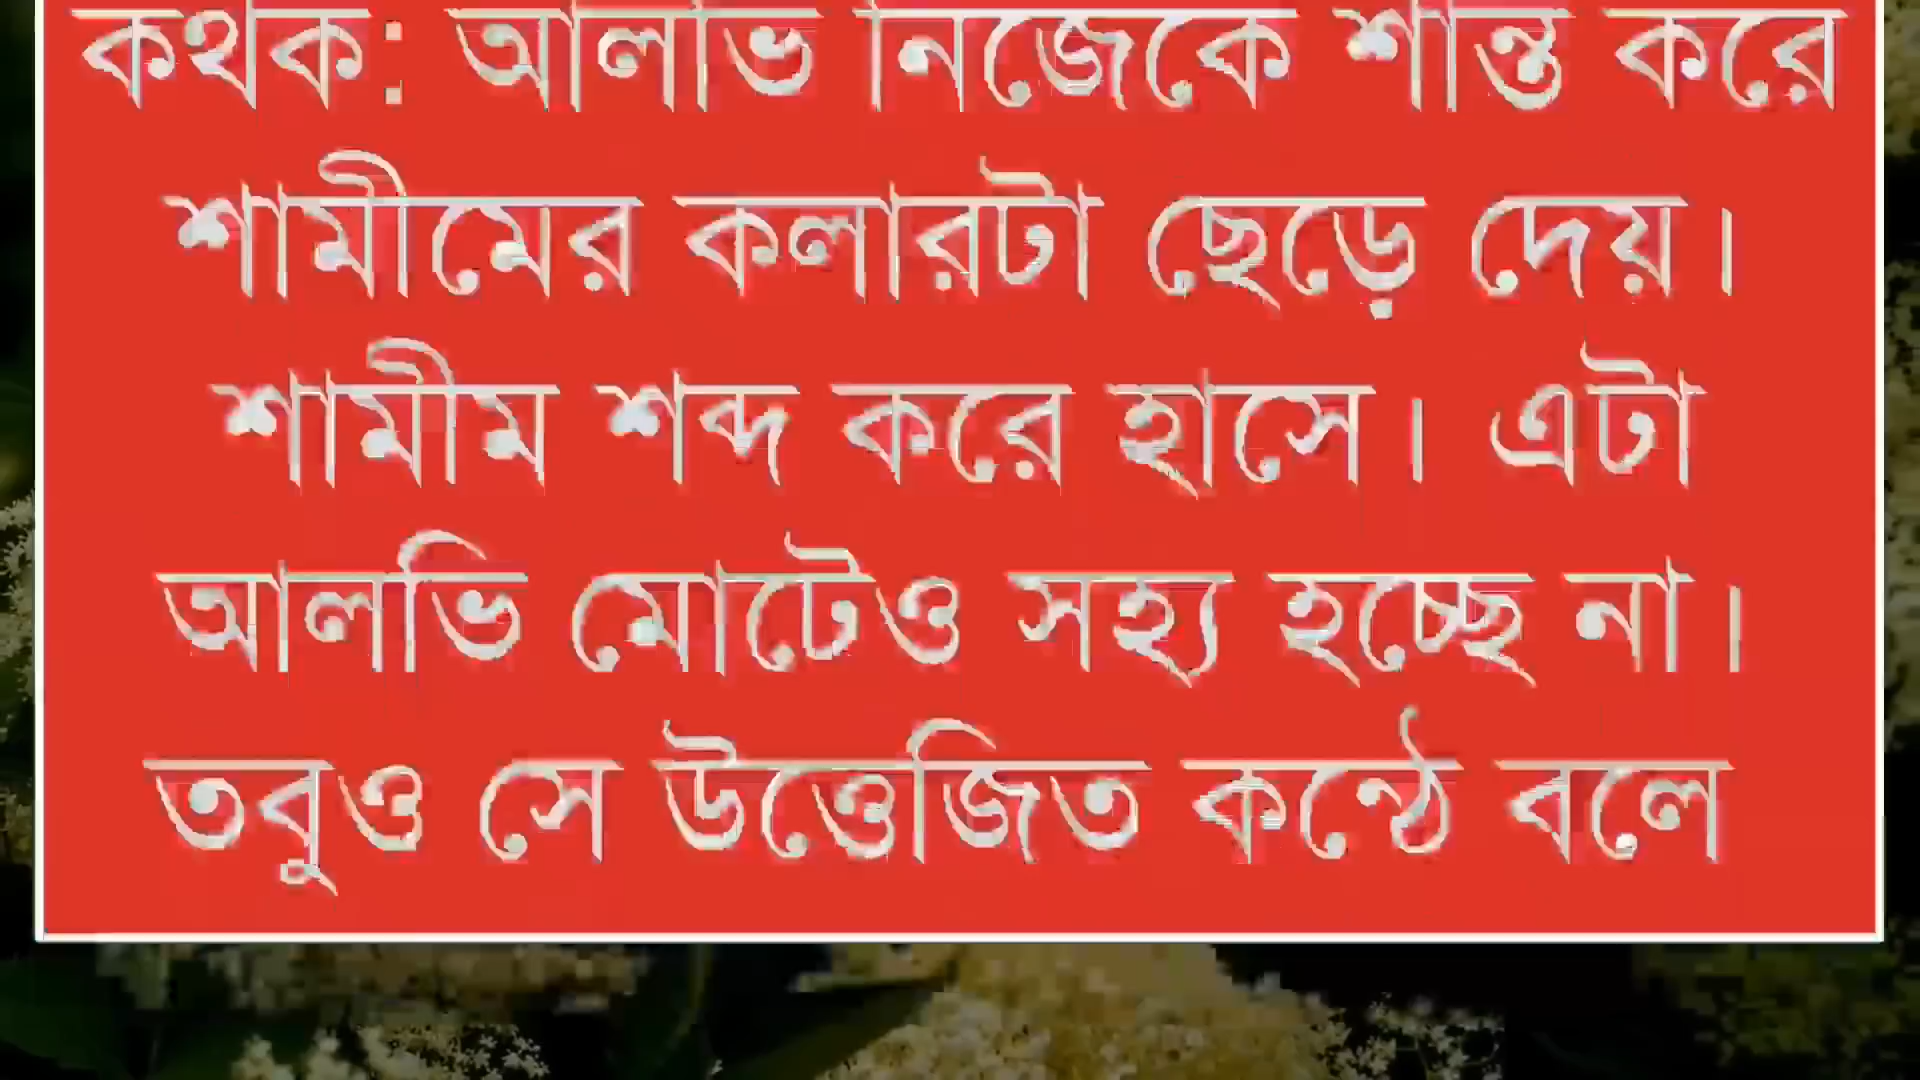 কথক: আলভি নিজেকে শান্ত করে
শামীমের কলারটা ছেড়ে দেয়।
শামীম শব্দ করে হাসে। এটা
আলভি মোটেও সহ্য হচ্ছে না।
তবুও সে উত্তেজিত কন্ঠে বলে